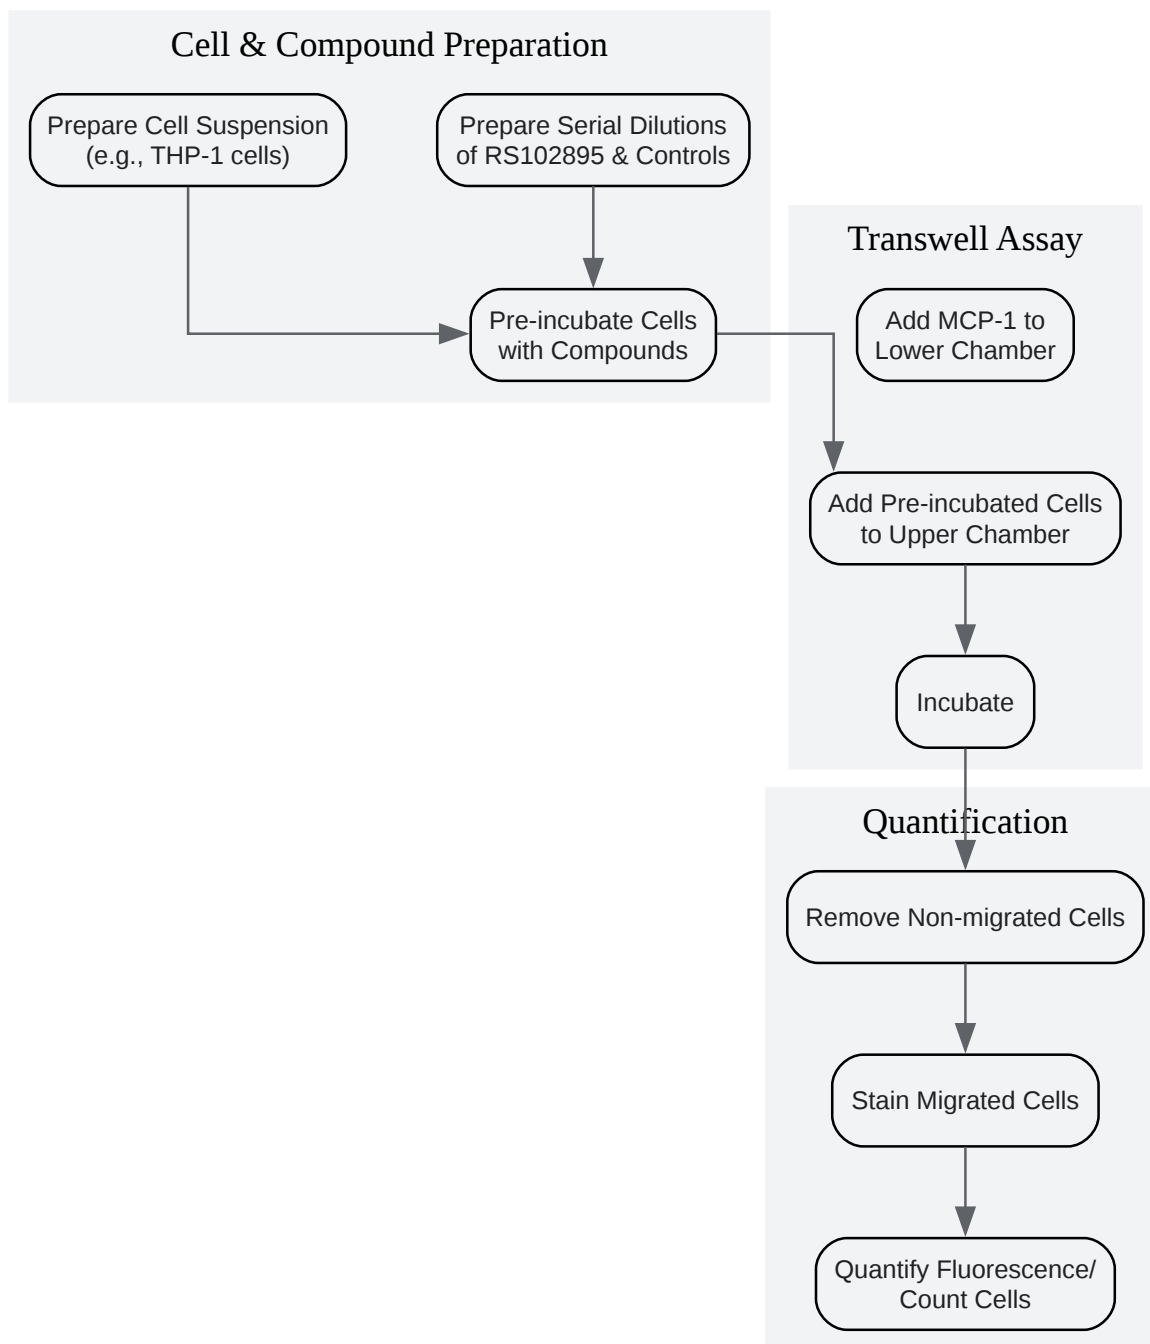 Cell & Compound Preparation
Prepare Cell Suspension
(e.g., THP-1 cells)
Prepare Serial Dilutions
of RS102895 & Controls
Pre-incubate Cells
with Compounds
Transwell Assay
Add MCP-1 to
Lower Chamber
Add Pre-incubated Cells
to Upper Chamber
Incubate
Quantification
Remove Non-migrated Cells
Stain Migrated Cells
Quantify Fluorescence/
Count Cells